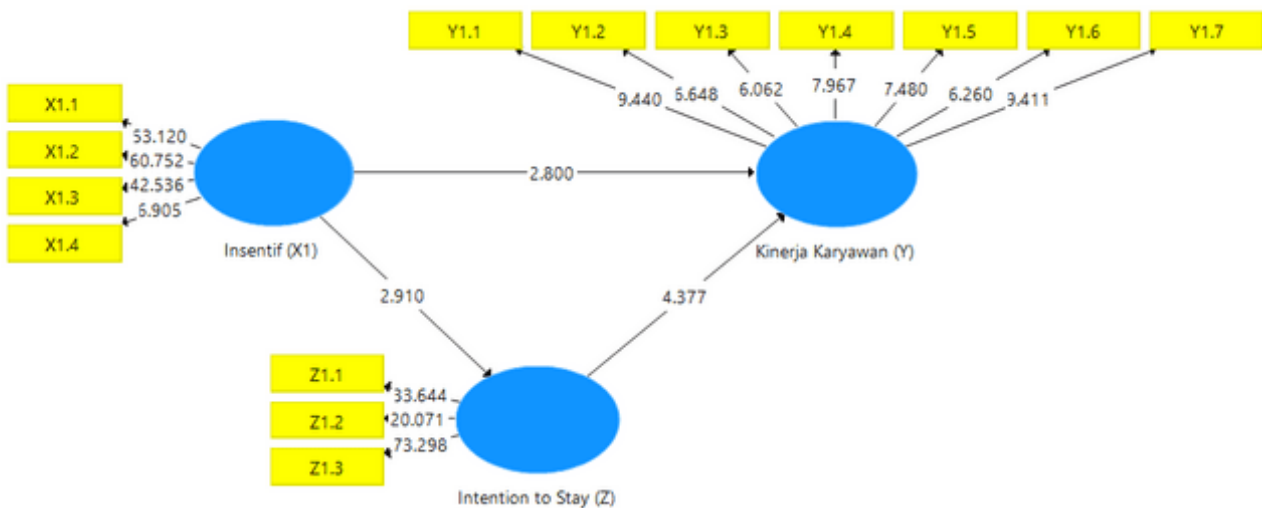 Y1.1 Y1.2 Y1.3 Y1.4 Y1.5 Y1.6 Y1.7
9.440 6.648 6.062 7.967 7.480 6.260 9.411
X1.1
53.120
X1.2
60.752
X1.3
42.536
X1.4
6.905
2.800
Insentif (X1)
Kinerja Karyawan (Y)
2.910
4.377
Z1.1
33.644
Z1.2
20.071
Z1.3
73.298
Intention to Stay (Z)